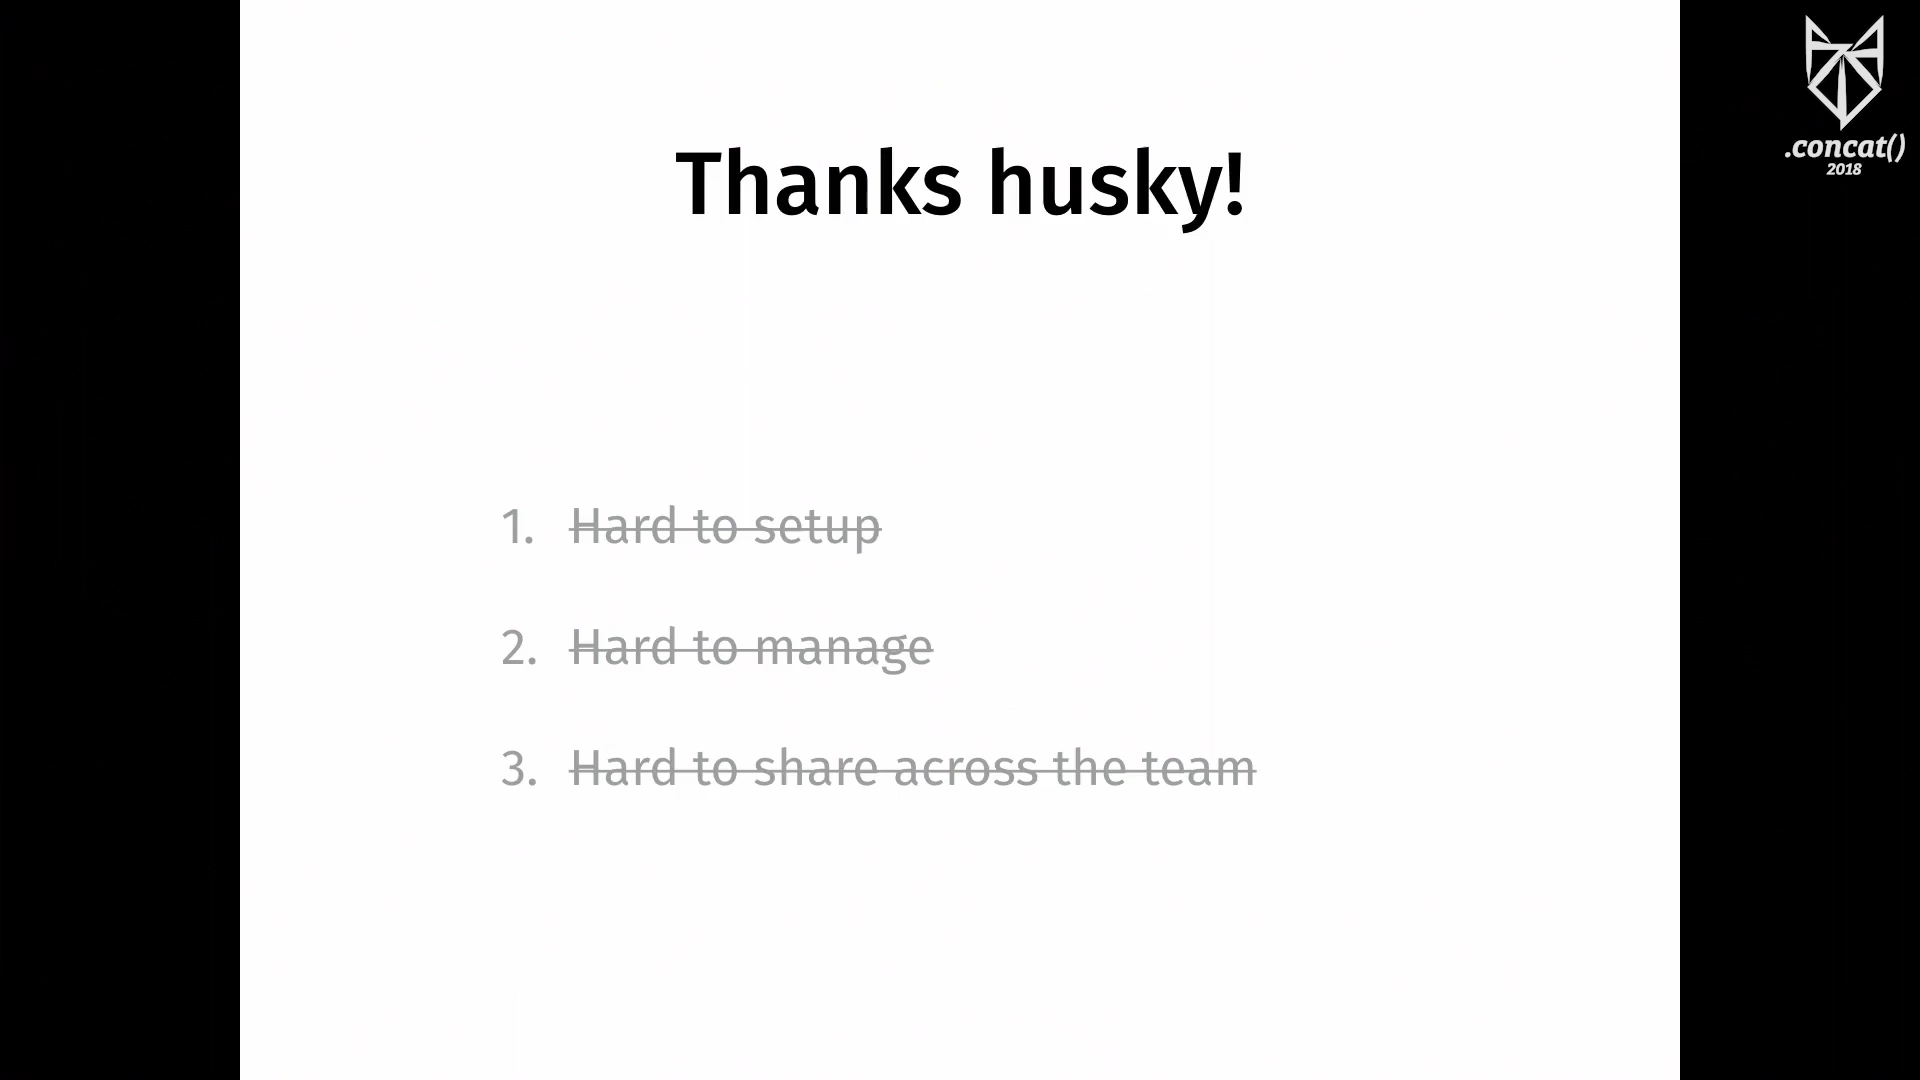 Thanks husky!
1. Hard to setup
2. Hard to manage
3. Hard to share across the team
.concat()
2018